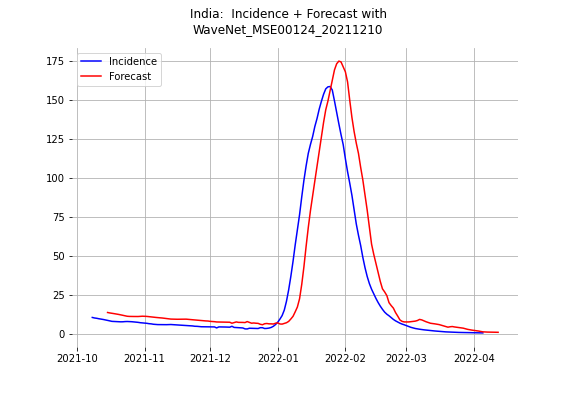 India:  Incidence + Forecast with
WaveNet_MSE00124_20211210
Incidence
Forecast
175
150
125
100
75
50
25
0
2021-10 2021-11 2021-12 2022-01 2022-02 2022-03 2022-04